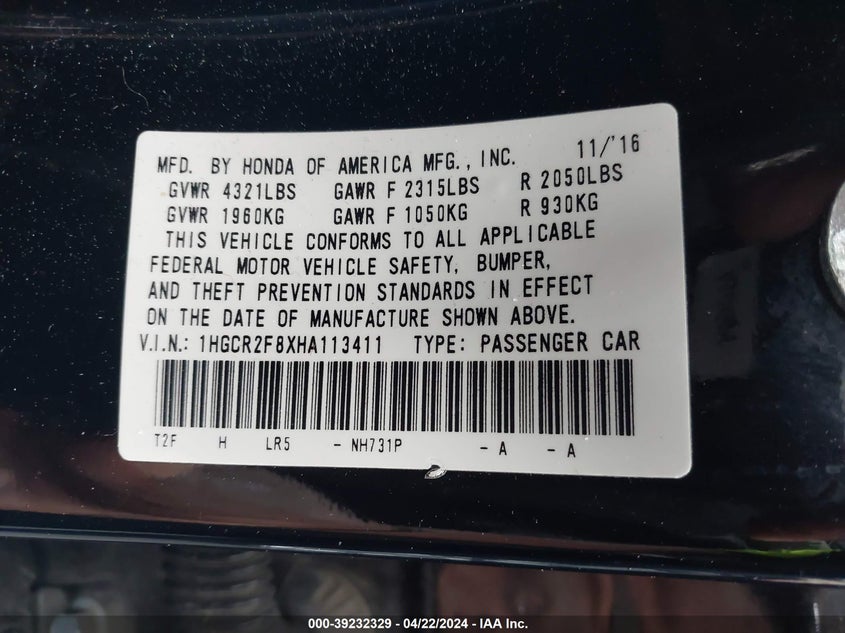 MFD. BY HONDA OF AMERICA MFG., INC. 11/'16
GVWR 4321LBS GAWR F 2315LBS R 2050LBS
GVWR 1960KG GAWR F 1050KG R 930KG
THIS VEHICLE CONFORMS TO ALL APPLICABLE
FEDERAL MOTOR VEHICLE SAFETY, BUMPER,
AND THEFT PREVENTION STANDARDS IN EFFECT
ON THE DATE OF MANUFACTURE SHOWN ABOVE.
V.I.N.: 1HGCR2F8XHA113411 TYPE: PASSENGER CAR
T2F H LR5 - NH731P - A - A
000-39232329 - 04/22/2024 - IAA Inc.